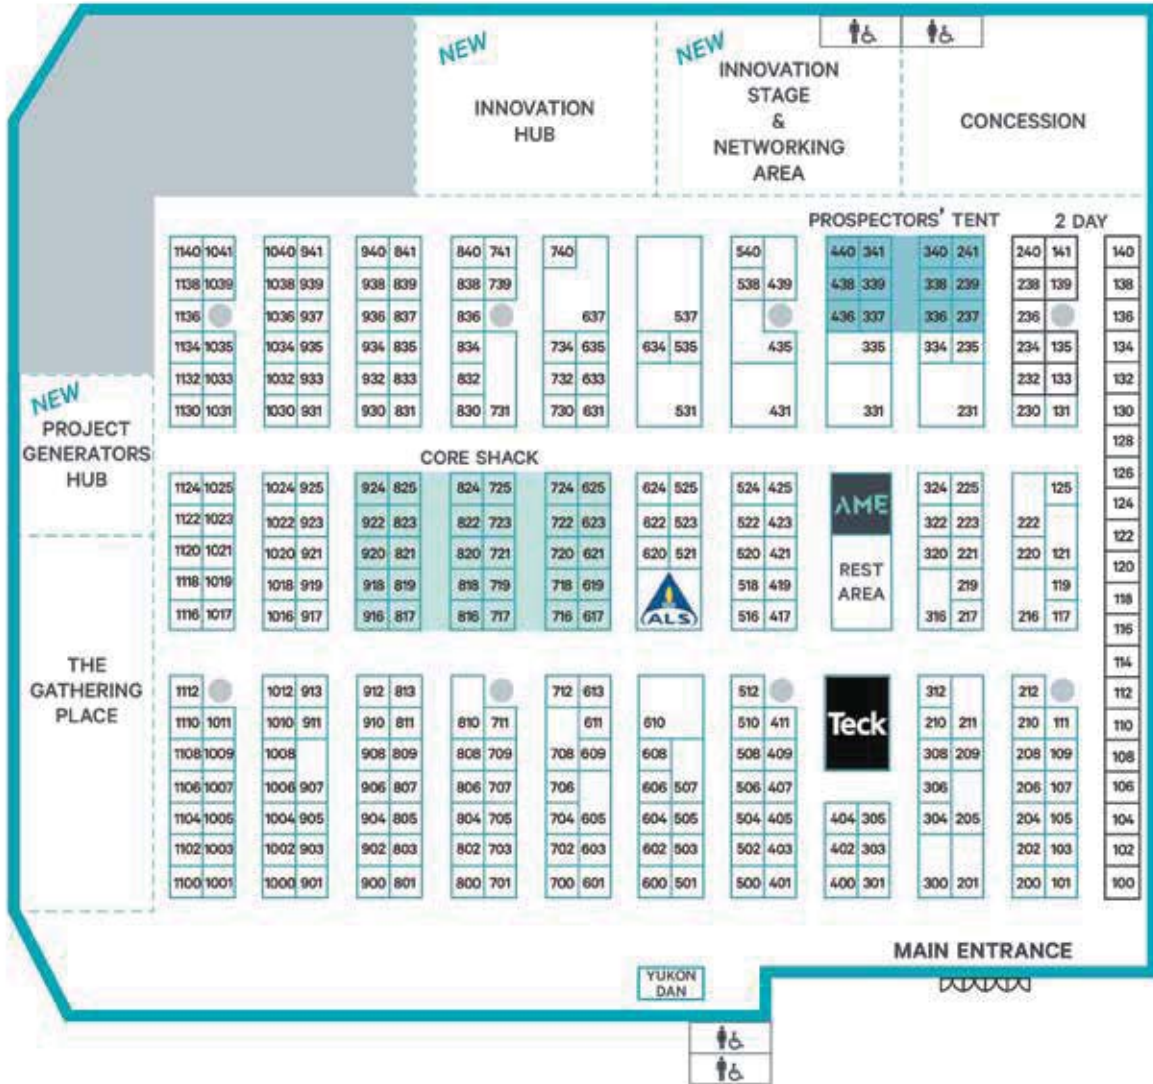 NEW
INNOVATION
HUB
NEW
INNOVATION
STAGE
&
NETWORKING
AREA
CONCESSION
PROSPECTORS' TENT
2 DAY
1140 1041 1040 941 940 841 840 741 740 540 440 341 340 241 240 141 140
1138 1039 1038 939 938 839 838 739 538 439 438 339 338 239 238 139 138
1136 1036 937 936 837 836 637 537 436 337 336 237 236 136
1134 1035 1034 935 934 835 834 734 635 634 535 435 335 334 235 234 135 134
1132 1033 1032 933 932 833 832 732 633 232 133 132
1130 1031 1030 931 930 831 830 731 730 631 531 431 331 231 230 131 130
128
NEW
PROJECT
GENERATORS
HUB
CORE SHACK
126
1124 1025 1024 925 924 825 824 725 724 625 624 525 524 425 AME 324 225 125
124
1122 1023 1022 923 922 823 822 723 722 623 622 523 522 423 322 223 222
122
1120 1021 1020 921 920 821 820 721 720 621 620 521 520 421 320 221 220 121
120
REST
AREA
1118 1019 1018 919 918 819 818 719 718 619 518 419 219 119
118
1116 1017 1016 917 916 817 816 717 716 617 ALS 516 417 316 217 216 117
116
114
THE
GATHERING
PLACE
1112 1012 913 912 813 712 613 512 312 212 112
1110 1011 1010 911 910 811 810 711 611 610 510 411 Teck 210 211 210 111 110
1108 1009 1008 908 809 808 709 708 609 608 508 409 308 209 208 109 108
1106 1007 1006 907 906 807 806 707 706 606 507 506 407 306 206 107 106
1104 1005 1004 905 904 805 804 705 704 605 604 505 504 405 404 305 304 205 204 105 104
1102 1003 1002 903 902 803 802 703 702 603 602 503 502 403 402 303 202 103 102
1100 1001 1000 901 900 801 800 701 700 601 600 501 500 401 400 301 300 201 200 101 100
MAIN ENTRANCE
YUKON
DAN